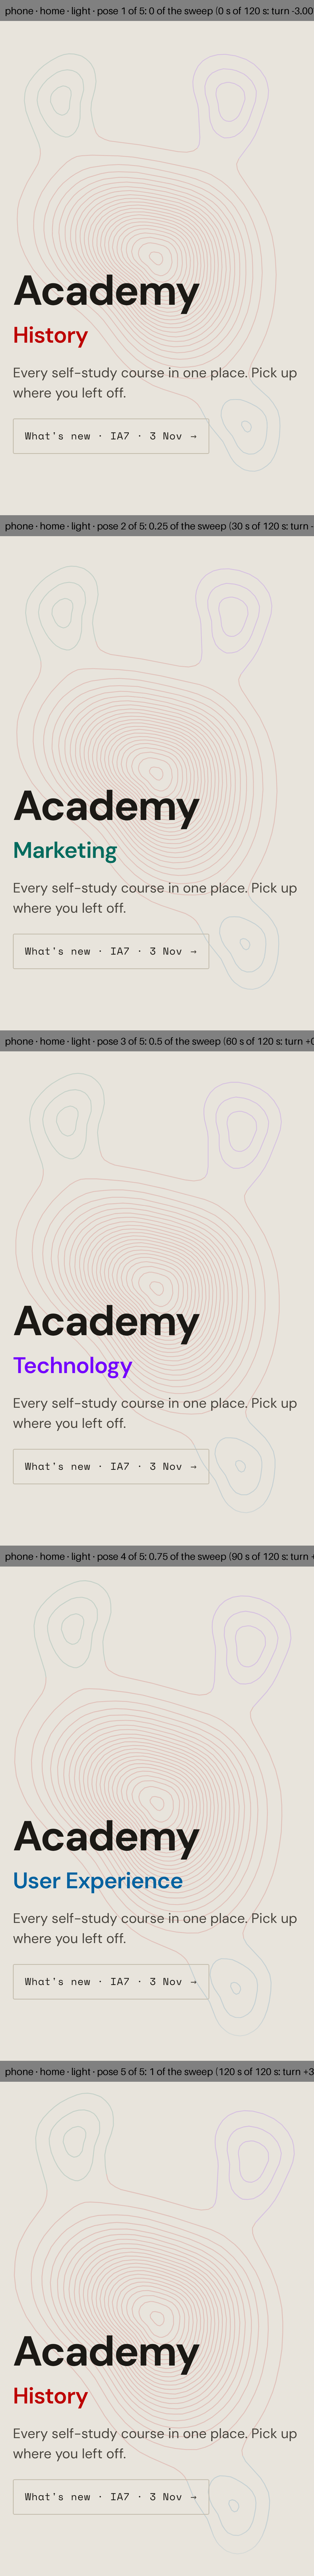 phone · home · light · pose 1 of 5: 0 of the sweep (0 s of 120 s: turn -3.00
Academy
History
Every self-study course in one place. Pick up
where you left off.
What's new · IA7 · 3 Nov →
phone · home · light · pose 2 of 5: 0.25 of the sweep (30 s of 120 s: turn -
Academy
Marketing
Every self-study course in one place. Pick up
where you left off.
What's new · IA7 · 3 Nov →
phone · home · light · pose 3 of 5: 0.5 of the sweep (60 s of 120 s: turn +0
Academy
Technology
Every self-study course in one place. Pick up
where you left off.
What's new · IA7 · 3 Nov →
phone · home · light · pose 4 of 5: 0.75 of the sweep (90 s of 120 s: turn +
Academy
User Experience
Every self-study course in one place. Pick up
where you left off.
What's new · IA7 · 3 Nov →
phone · home · light · pose 5 of 5: 1 of the sweep (120 s of 120 s: turn +3
Academy
History
Every self-study course in one place. Pick up
where you left off.
What's new · IA7 · 3 Nov →